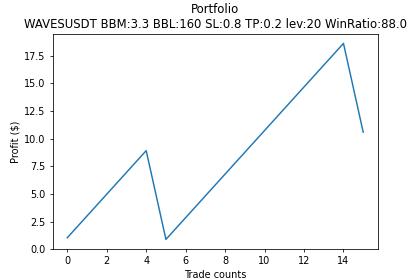 Portfolio
WAVESUSDT BBM:3.3 BBL:160 SL:0.8 TP:0.2 lev:20 WinRatio:88.0
Profit ($)
17.5
15.0
12.5
10.0
7.5
5.0
2.5
0.0
0 2 4 6 8 10 12 14
Trade counts